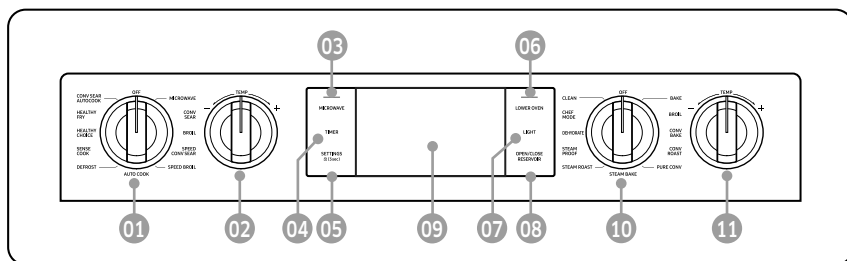 03
06
OFF
CONV SEAR
AUTOCOOK
MICROWAVE
HEALTHY
FRY
CONV
SEAR
HEALTHY
CHOICE
BROIL
SENSE
COOK
SPEED
CONV SEAR
DEFROST
SPEED BROIL
AUTO COOK
TEMP
−
+
MICROWAVE
TIMER
SETTINGS
(3sec)
LOWER OVEN
LIGHT
OPEN/CLOSE
RESERVOIR
OFF
CLEAN
BAKE
CHEF
MODE
BROIL
DEHYDRATE
CONV
BAKE
STEAM
PROOF
CONV
ROAST
STEAM ROAST
PURE CONV
STEAM BAKE
TEMP
−
+
01
02
04
05
09
07
08
10
11